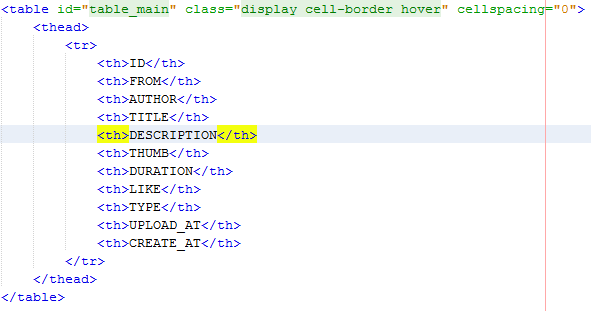 <table id="table_main" class="display cell-border hover" cellspacing="0">
<thead>
<tr>
<th>ID</th>
<th>FROM</th>
<th>AUTHOR</th>
<th>TITLE</th>
<th>DESCRIPTION</th>
<th>THUMB</th>
<th>DURATION</th>
<th>LIKE</th>
<th>TYPE</th>
<th>UPLOAD_AT</th>
<th>CREATE_AT</th>
</tr>
</thead>
</table>